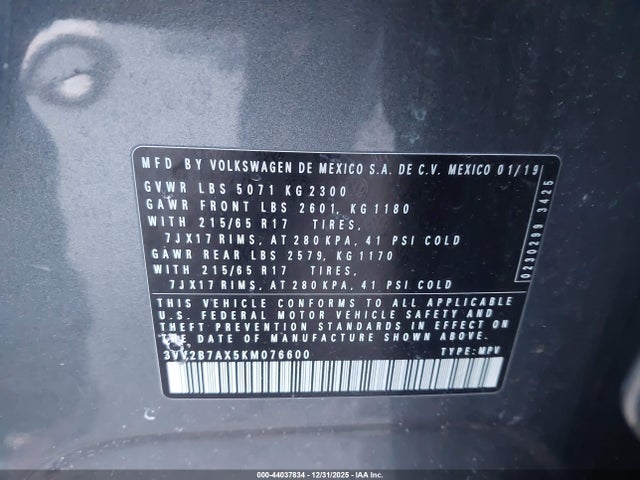 MFD BY VOLKSWAGEN DE MEXICO S.A. DE C.V. MEXICO 01/19
GVWR LBS 5071 KG 2300
GAWR FRONT LBS 2601, KG 1180
WITH 215/65 R17 TIRES,
7JX17 RIMS, AT 280 KPA, 41 PSI COLD
GAWR REAR LBS 2579, KG 1170
WITH 215/65 R17 TIRES,
7JX17 RIMS, AT 280 KPA, 41 PSI COLD
THIS VEHICLE CONFORMS TO ALL APPLICABLE
U.S. FEDERAL MOTOR VEHICLE SAFETY AND
THEFT PREVENTION STANDARDS IN EFFECT
ON THE DATE OF MANUFACTURE SHOWN ABOVE.
3VV2B7AX5KM076600 TYPE: MPV
0230299 3425
000-44037834 - 12/31/2025 - IAA Inc.